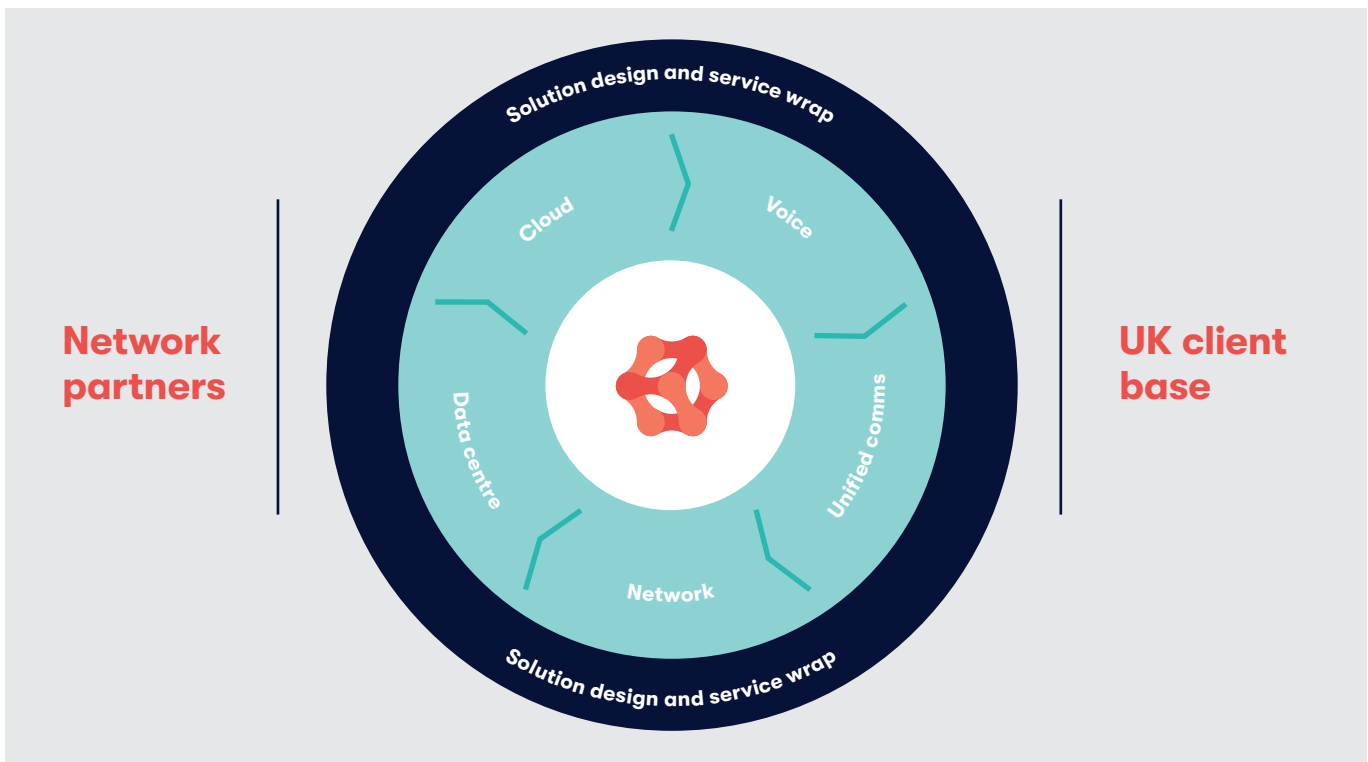 Solution design and service wrap
Cloud
Voice
Network
partners
UK client
base
Data centre
Unified comms
Network
Solution design and service wrap